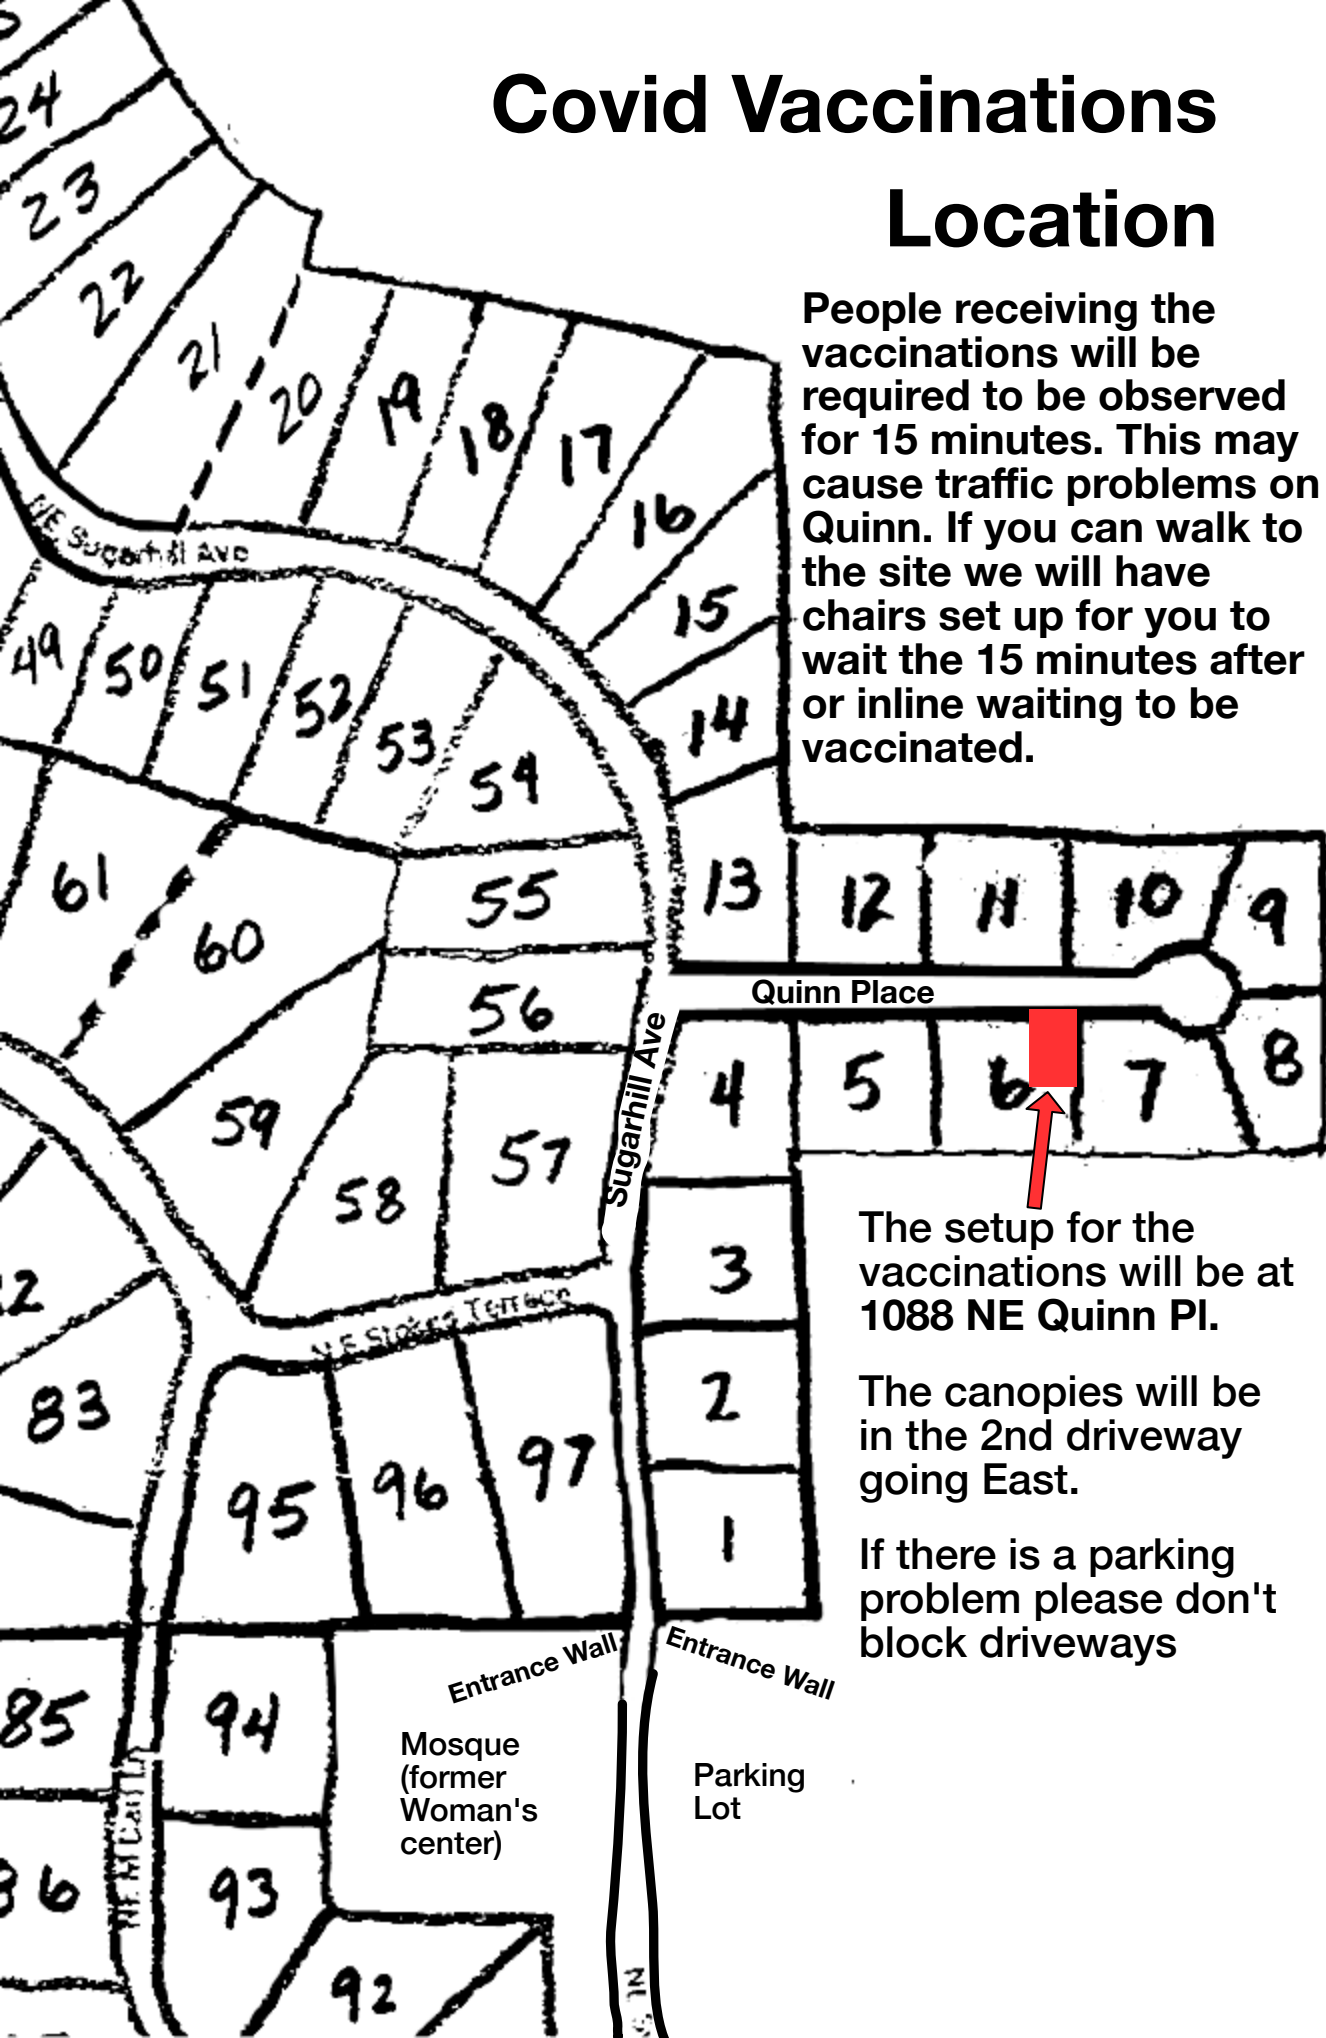 Covid Vaccinations
Location
People receiving the
vaccinations will be
required to be observed
for 15 minutes. This may
cause traffic problems on
Quinn. If you can walk to
the site we will have
chairs set up for you to
wait the 15 minutes after
or inline waiting to be
vaccinated.
24
23
22
21
20
19
18
17
16
15
14
NE Sugarhill Ave
49
50
51
52
53
54
55
56
61
60
59
58
57
13
12
11
10
9
Quinn Place
Sugarhill Ave
4
5
6
7
8
3
2
1
The setup for the
vaccinations will be at
1088 NE Quinn Pl.
The canopies will be
in the 2nd driveway
going East.
If there is a parking
problem please don't
block driveways
NE Stokes Terrace
83
95
96
97
Entrance Wall
Entrance Wall
85
94
Mosque
(former
Woman's
center)
Parking
Lot
93
92